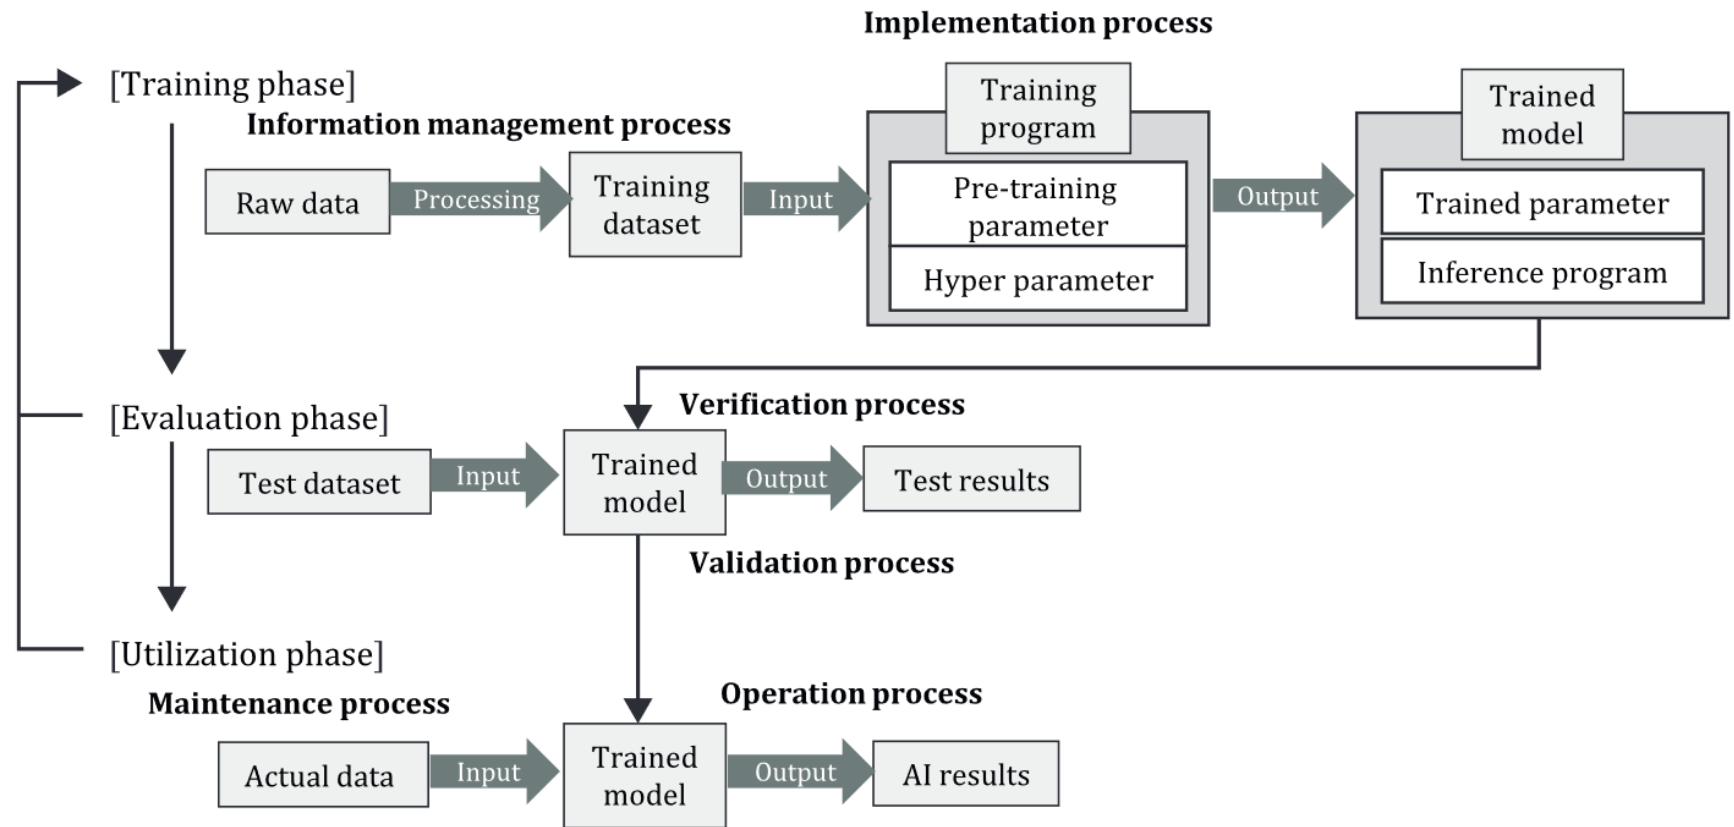 Implementation process
[Training phase]
Information management process
Raw data
Processing
Training
dataset
Input
Training
program
Pre-training
parameter
Hyper parameter
Output
Trained
model
Trained parameter
Inference program
[Evaluation phase]
Verification process
Test dataset
Input
Trained
model
Output
Test results
Validation process
[Utilization phase]
Maintenance process
Operation process
Actual data
Input
Trained
model
Output
AI results